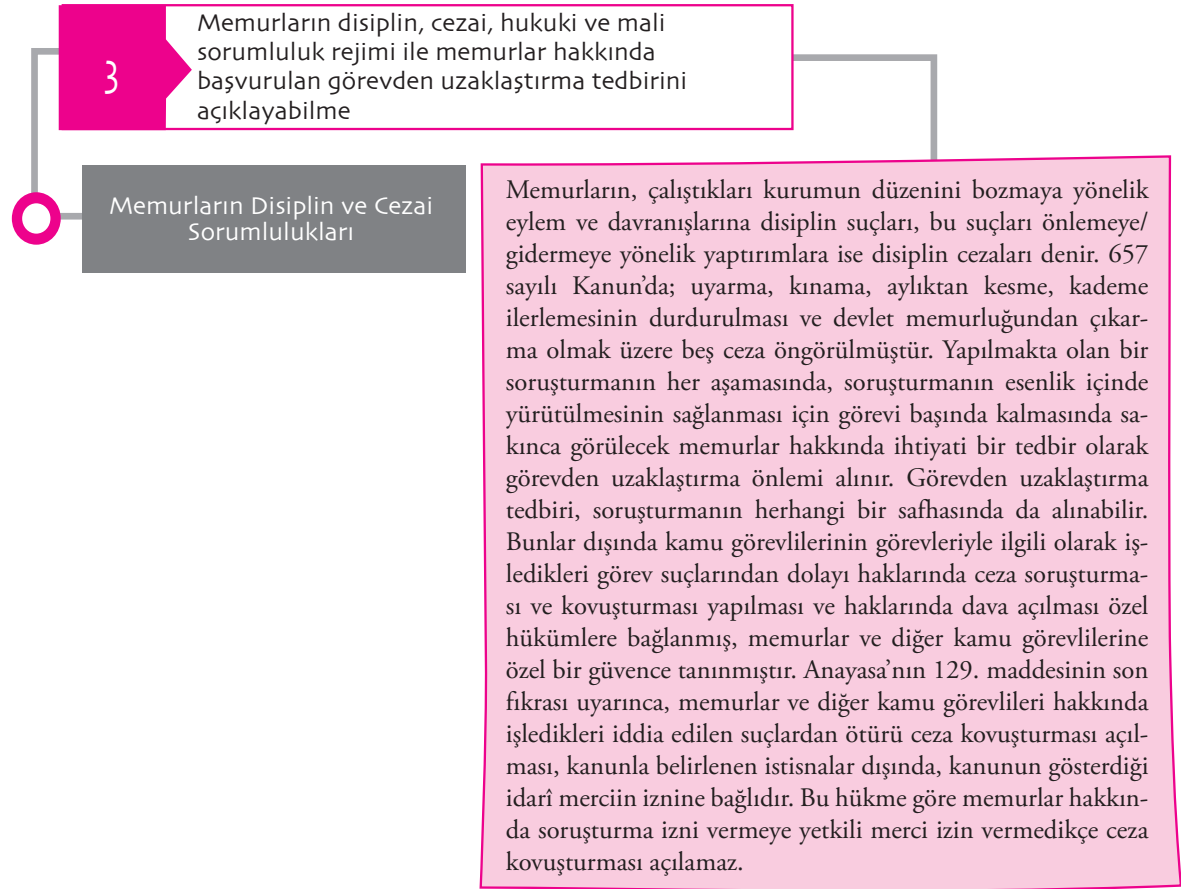 3
Memurların disiplin, cezai, hukuki ve mali
sorumluluk rejimi ile memurlar hakkında
başvurulan görevden uzaklaştırma tedbirini
açıklayabilme
Memurların Disiplin ve Cezai
Sorumlulukları
Memurların, çalıştıkları kurumun düzenini bozmaya yönelik
eylem ve davranışlarına disiplin suçları, bu suçları önlemeye/
gidermeye yönelik yaptırımlara ise disiplin cezaları denir. 657
sayılı Kanun’da; uyarma, kınama, aylıktan kesme, kademe
ilerlemesinin durdurulması ve devlet memurluğundan çıkar-
ma olmak üzere beş ceza öngörülmüştür. Yapılmakta olan bir
soruşturmanın her aşamasında, soruşturmanın esenlik içinde
yürütülmesinin sağlanması için görevi başında kalmasında sa-
kınca görülecek memurlar hakkında ihtiyati bir tedbir olarak
görevden uzaklaştırma önlemi alınır. Görevden uzaklaştırma
tedbiri, soruşturmanın herhangi bir safhasında da alınabilir.
Bunlar dışında kamu görevlilerinin görevleriyle ilgili olarak iş-
ledikleri görev suçlarından dolayı haklarında ceza soruşturma-
sı ve kovuşturması yapılması ve haklarında dava açılması özel
hükümlere bağlanmış, memurlar ve diğer kamu görevlilerine
özel bir güvence tanınmıştır. Anayasa’nın 129. maddesinin son
fıkrası uyarınca, memurlar ve diğer kamu görevlileri hakkında
işledikleri iddia edilen suçlardan ötürü ceza kovuşturması açıl-
ması, kanunla belirlenen istisnalar dışında, kanunun gösterdiği
idarî merciin iznine bağlıdır. Bu hükme göre memurlar hakkın-
da soruşturma izni vermeye yetkili merci izin vermedikçe ceza
kovuşturması açılamaz.